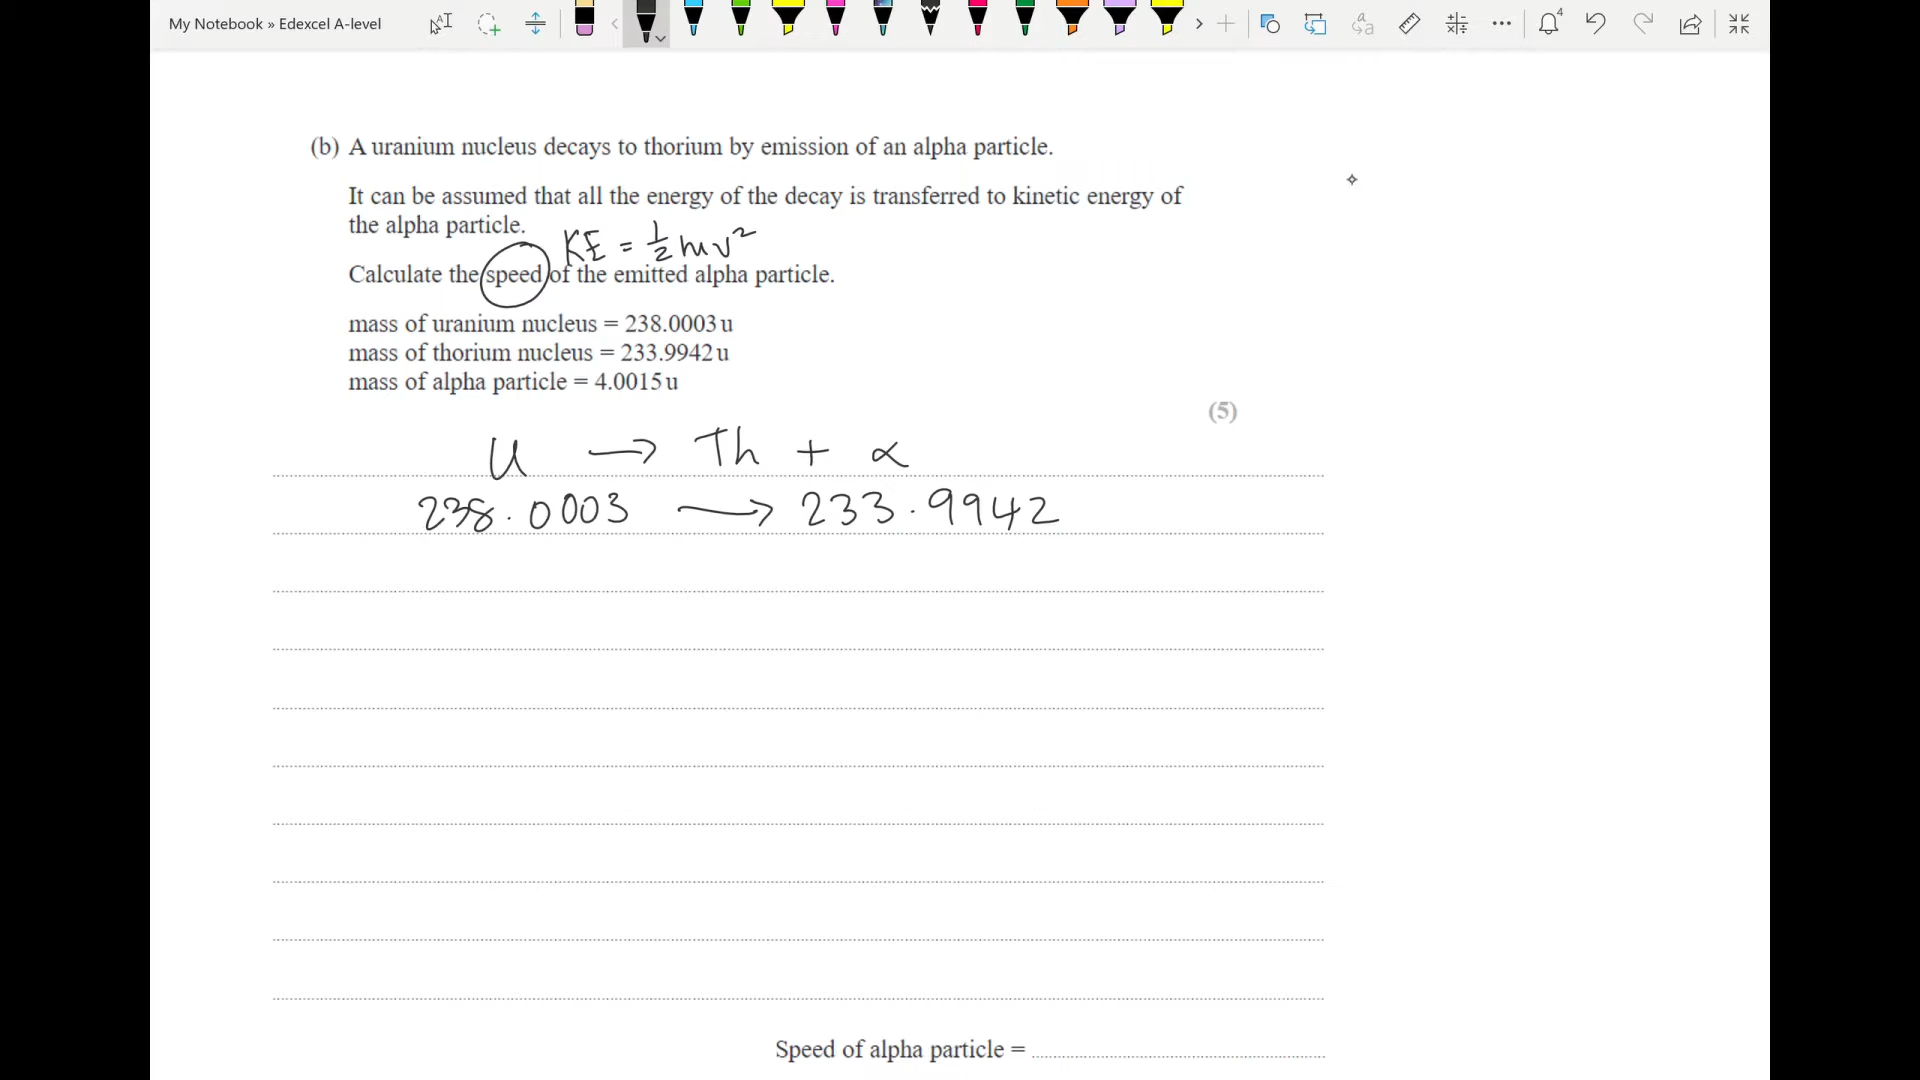 My Notebook » Edexcel A-level
4
(b) A uranium nucleus decays to thorium by emission of an alpha particle.
It can be assumed that all the energy of the decay is transferred to kinetic energy of
the alpha particle.
KE = ½mv²
Calculate the speed of the emitted alpha particle.
mass of uranium nucleus = 238.0003 u
mass of thorium nucleus = 233.9942 u
mass of alpha particle = 4.0015 u
(5)
U → Th + α
238.0003 → 233.9942
Speed of alpha particle =